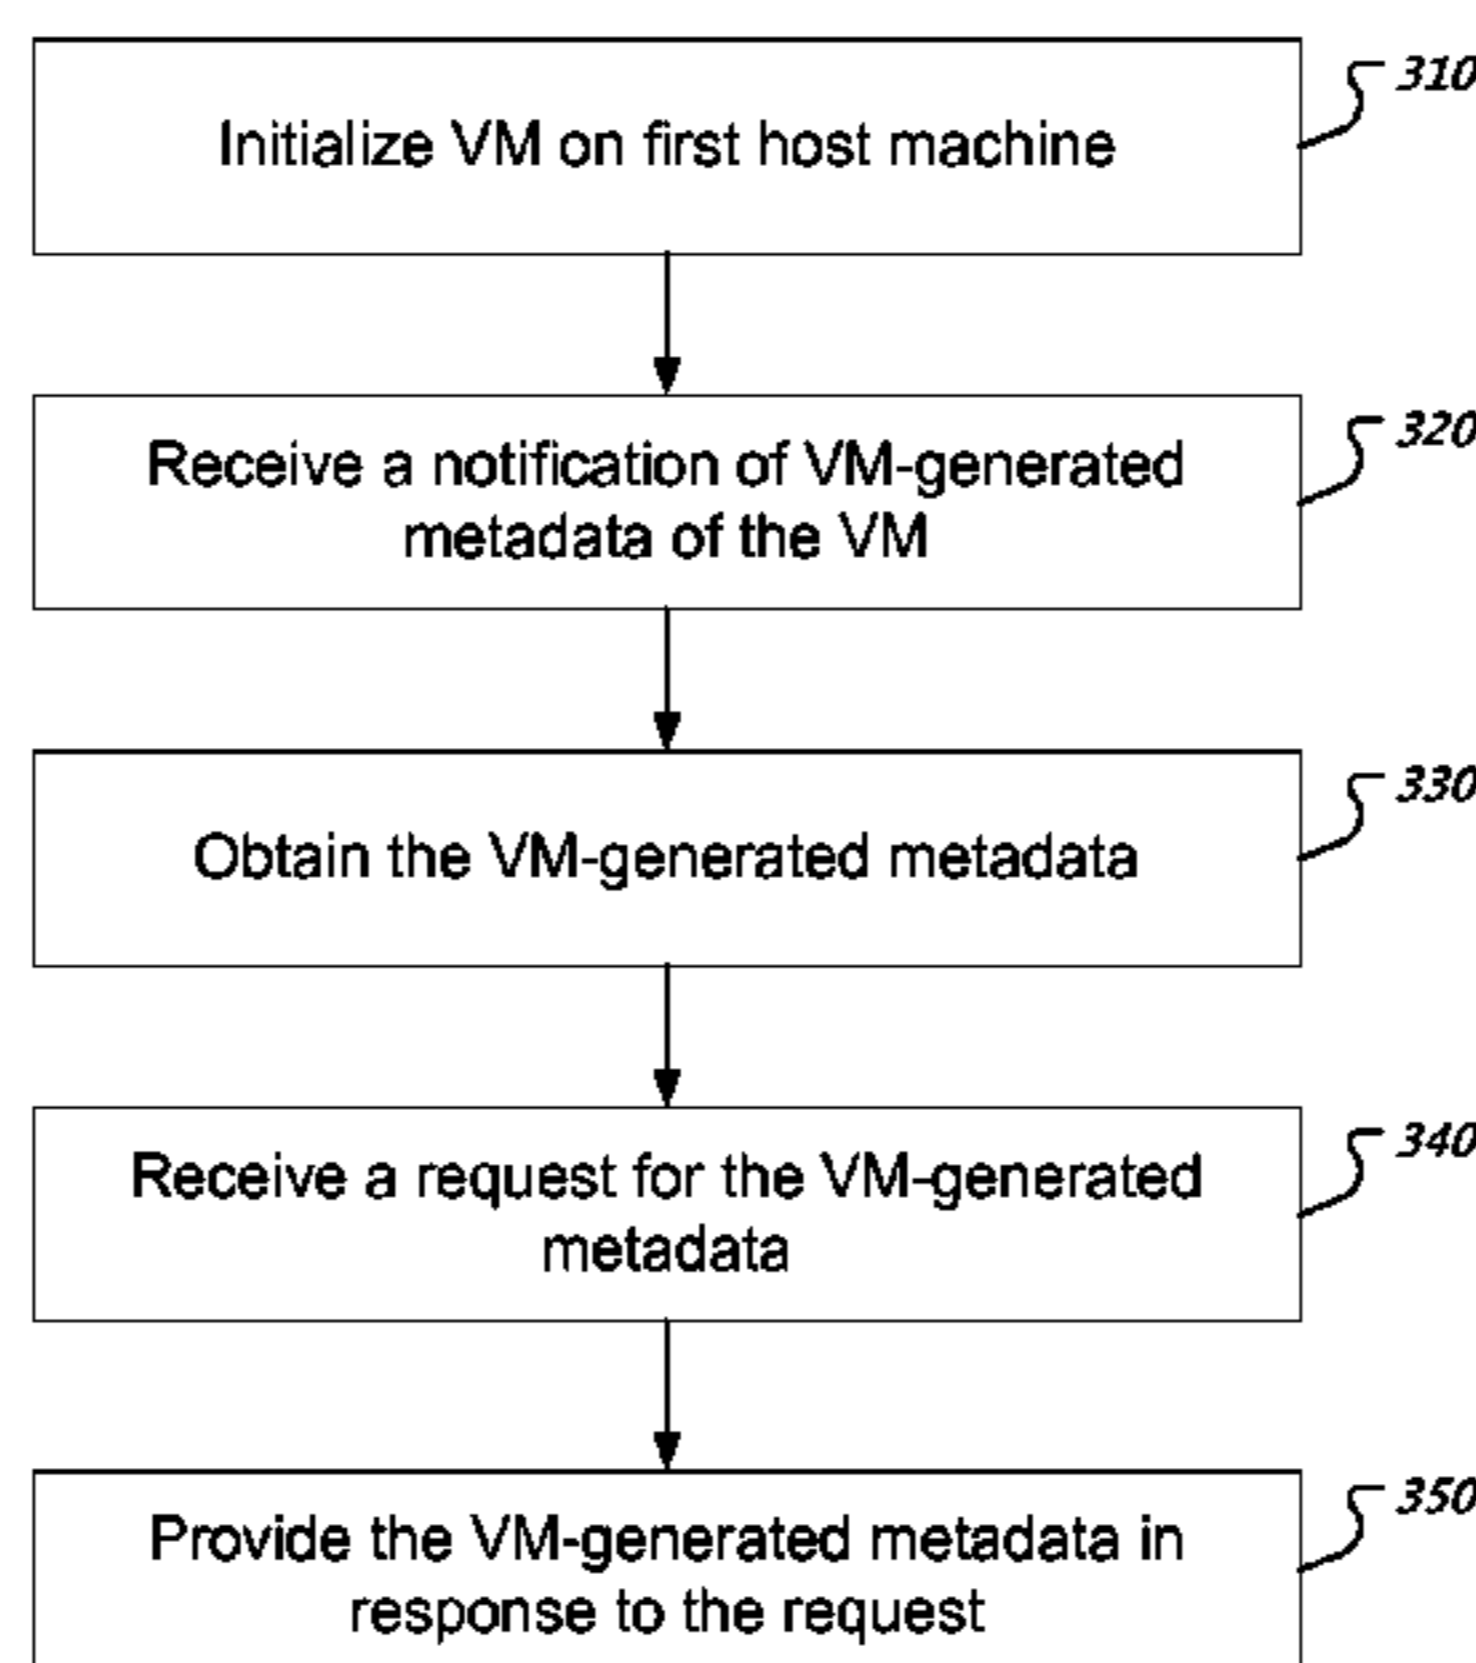 Initialize VM on first host machine
310
Receive a notification of VM-generated
metadata of the VM
320
Obtain the VM-generated metadata
330
Receive a request for the VM-generated
metadata
340
Provide the VM-generated metadata in
response to the request
350